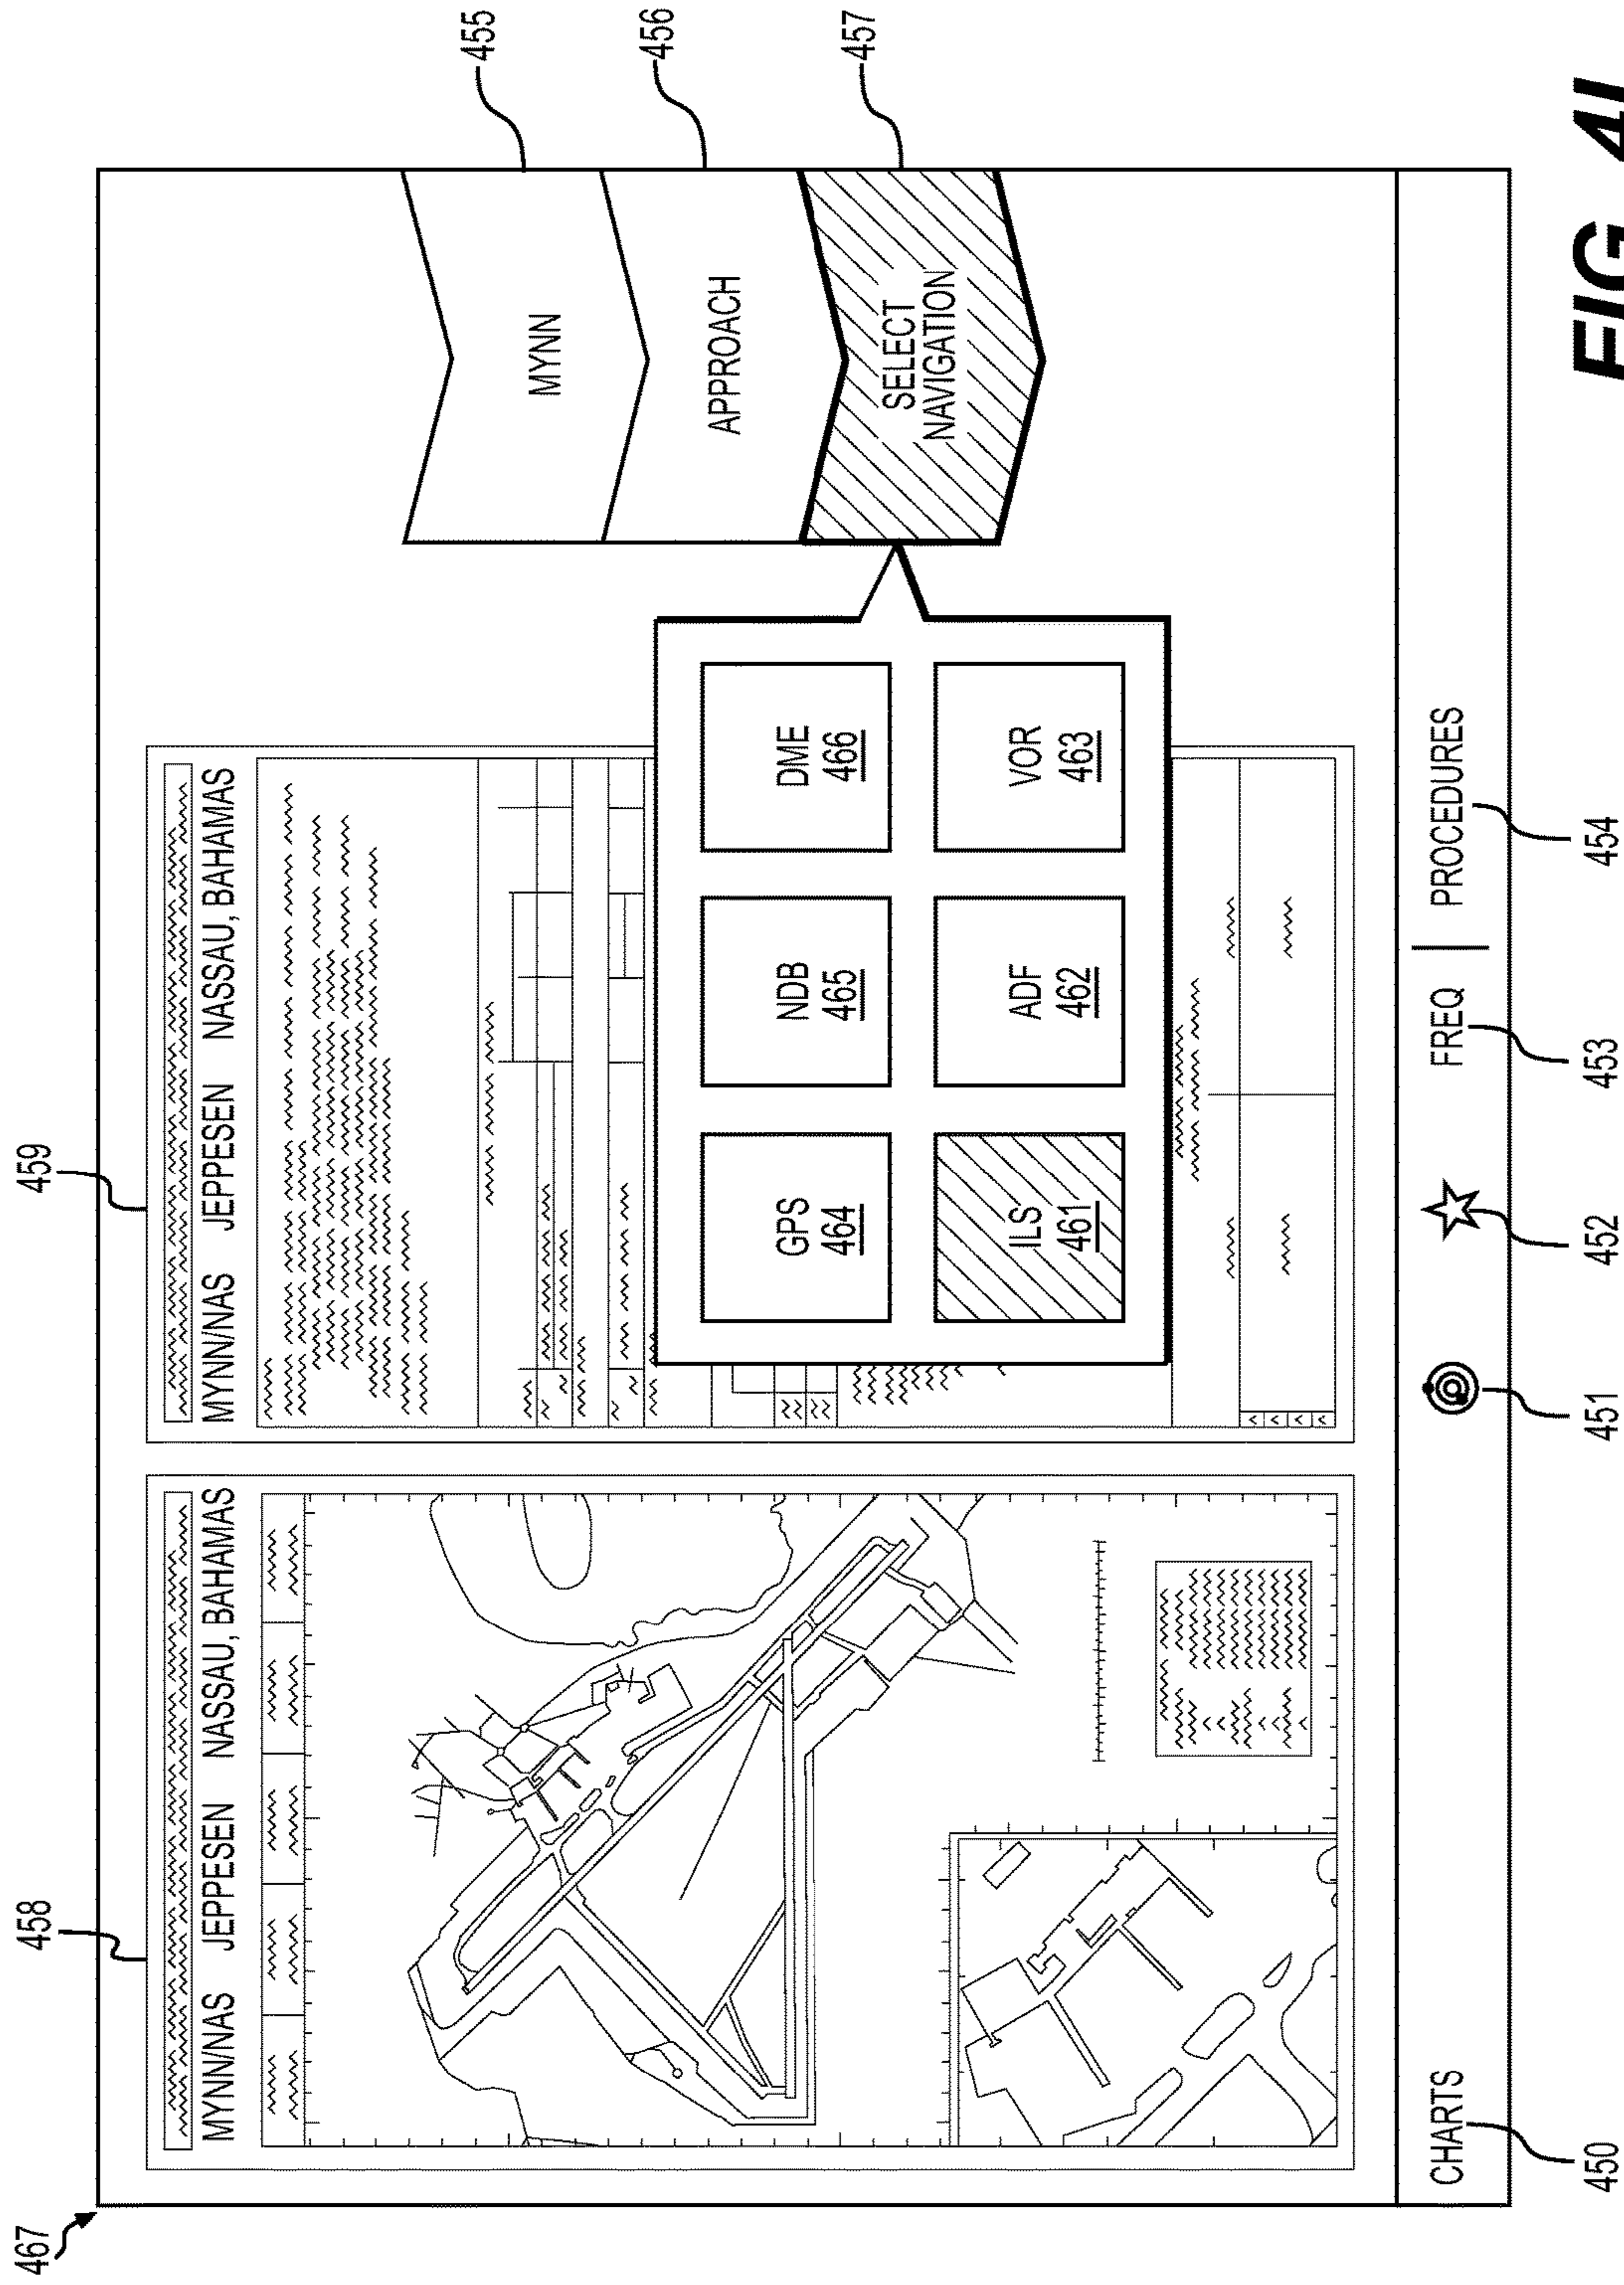 467
458
459
MYNN/NAS JEPPESEN NASSAU, BAHAMAS
MYNN/NAS JEPPESEN NASSAU, BAHAMAS
455
MYNN
456
APPROACH
457
SELECT
NAVIGATION
GPS
464
NDB
465
DME
466
ILS
461
ADF
462
VOR
463
CHARTS
FREQ | PROCEDURES
450
451
452
453
454